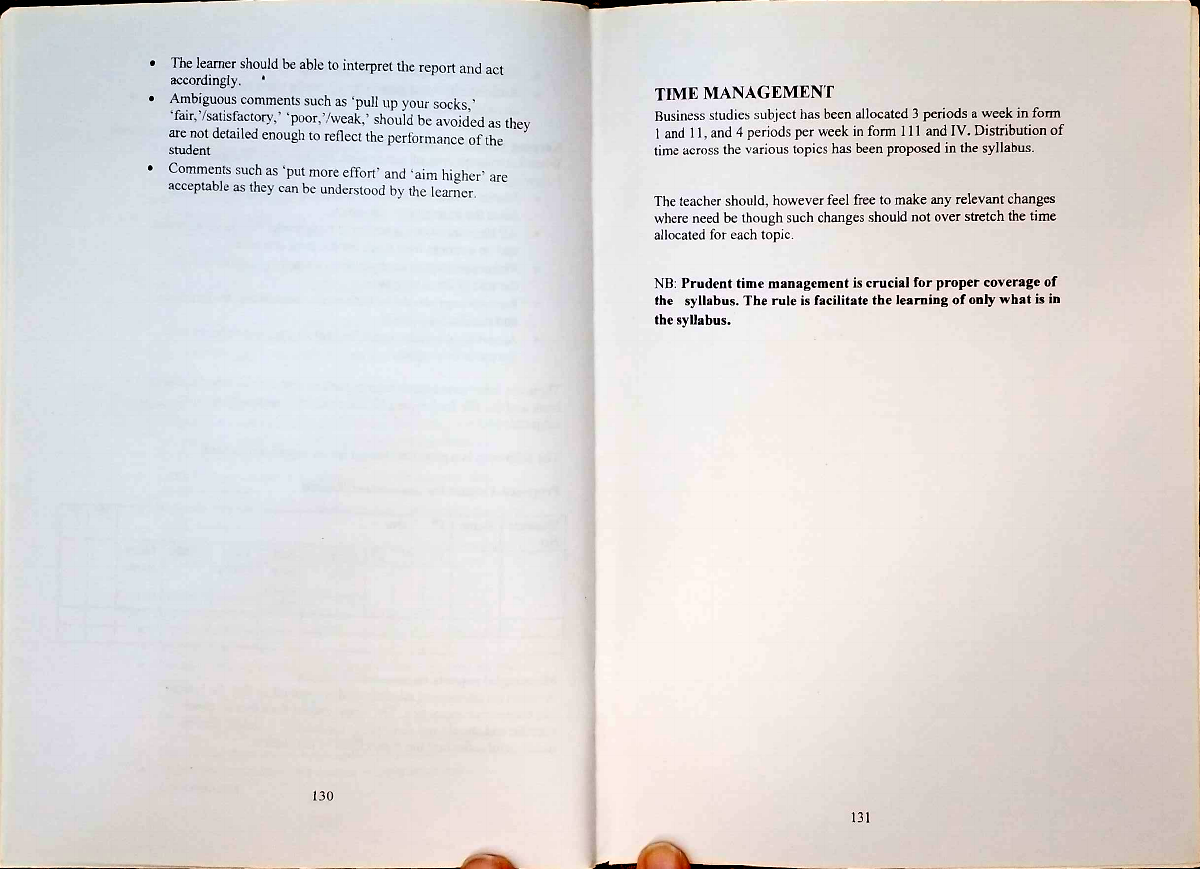 • The learner should be able to interpret the report and act
accordingly.
• Ambiguous comments such as ‘pull up your socks,’
‘fair,’/satisfactory,’ ‘poor,’/weak,’ should be avoided as they
are not detailed enough to reflect the performance of the
student
• Comments such as ‘put more effort’ and ‘aim higher’ are
acceptable as they can be understood by the learner.
130
TIME MANAGEMENT
Business studies subject has been allocated 3 periods a week in form
1 and 11, and 4 periods per week in form 111 and IV. Distribution of
time across the various topics has been proposed in the syllabus.
The teacher should, however feel free to make any relevant changes
where need be though such changes should not over stretch the time
allocated for each topic.
NB: Prudent time management is crucial for proper coverage of
the syllabus. The rule is facilitate the learning of only what is in
the syllabus.
131